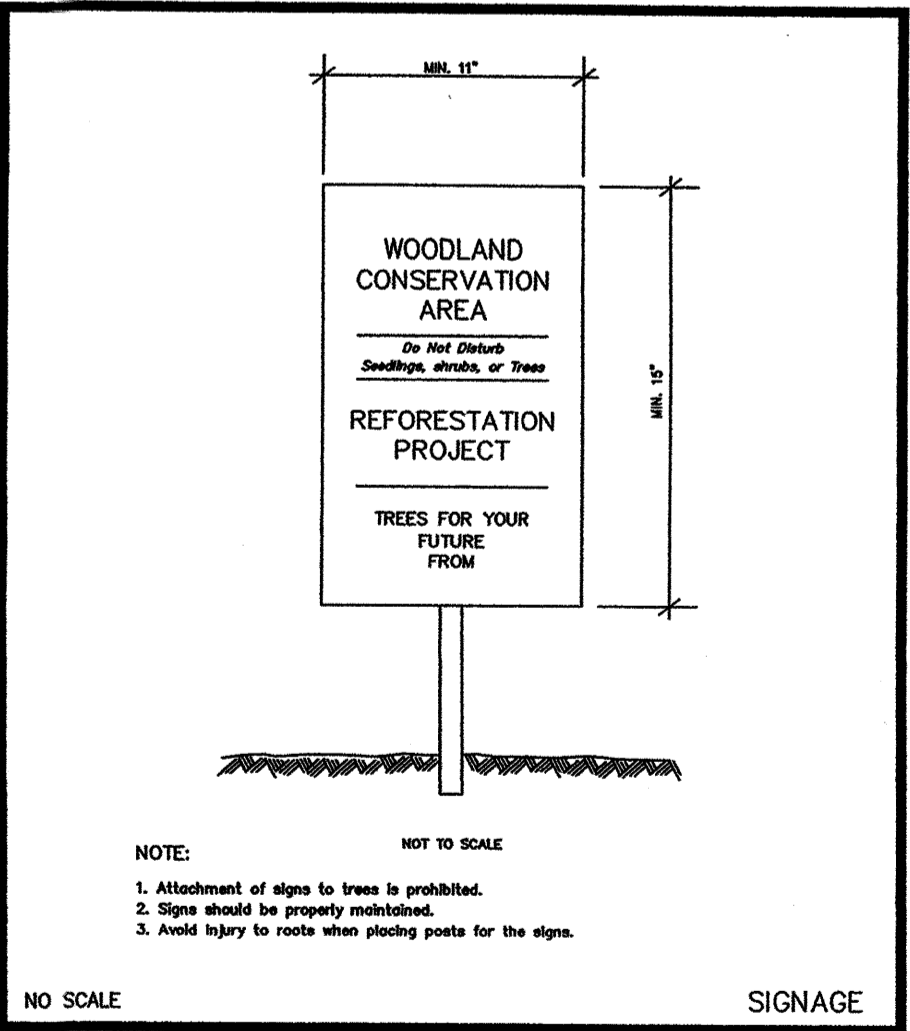 MIN. 11"
WOODLAND
CONSERVATION
AREA
Do Not Disturb
Seedlings, shrubs, or Trees
REFORESTATION
PROJECT
TREES FOR YOUR
FUTURE
FROM
MIN. 15"
NOT TO SCALE
NOTE:
1. Attachment of signs to trees is prohibited.
2. Signs should be properly maintained.
3. Avoid injury to roots when placing posts for the signs.
NO SCALE
SIGNAGE